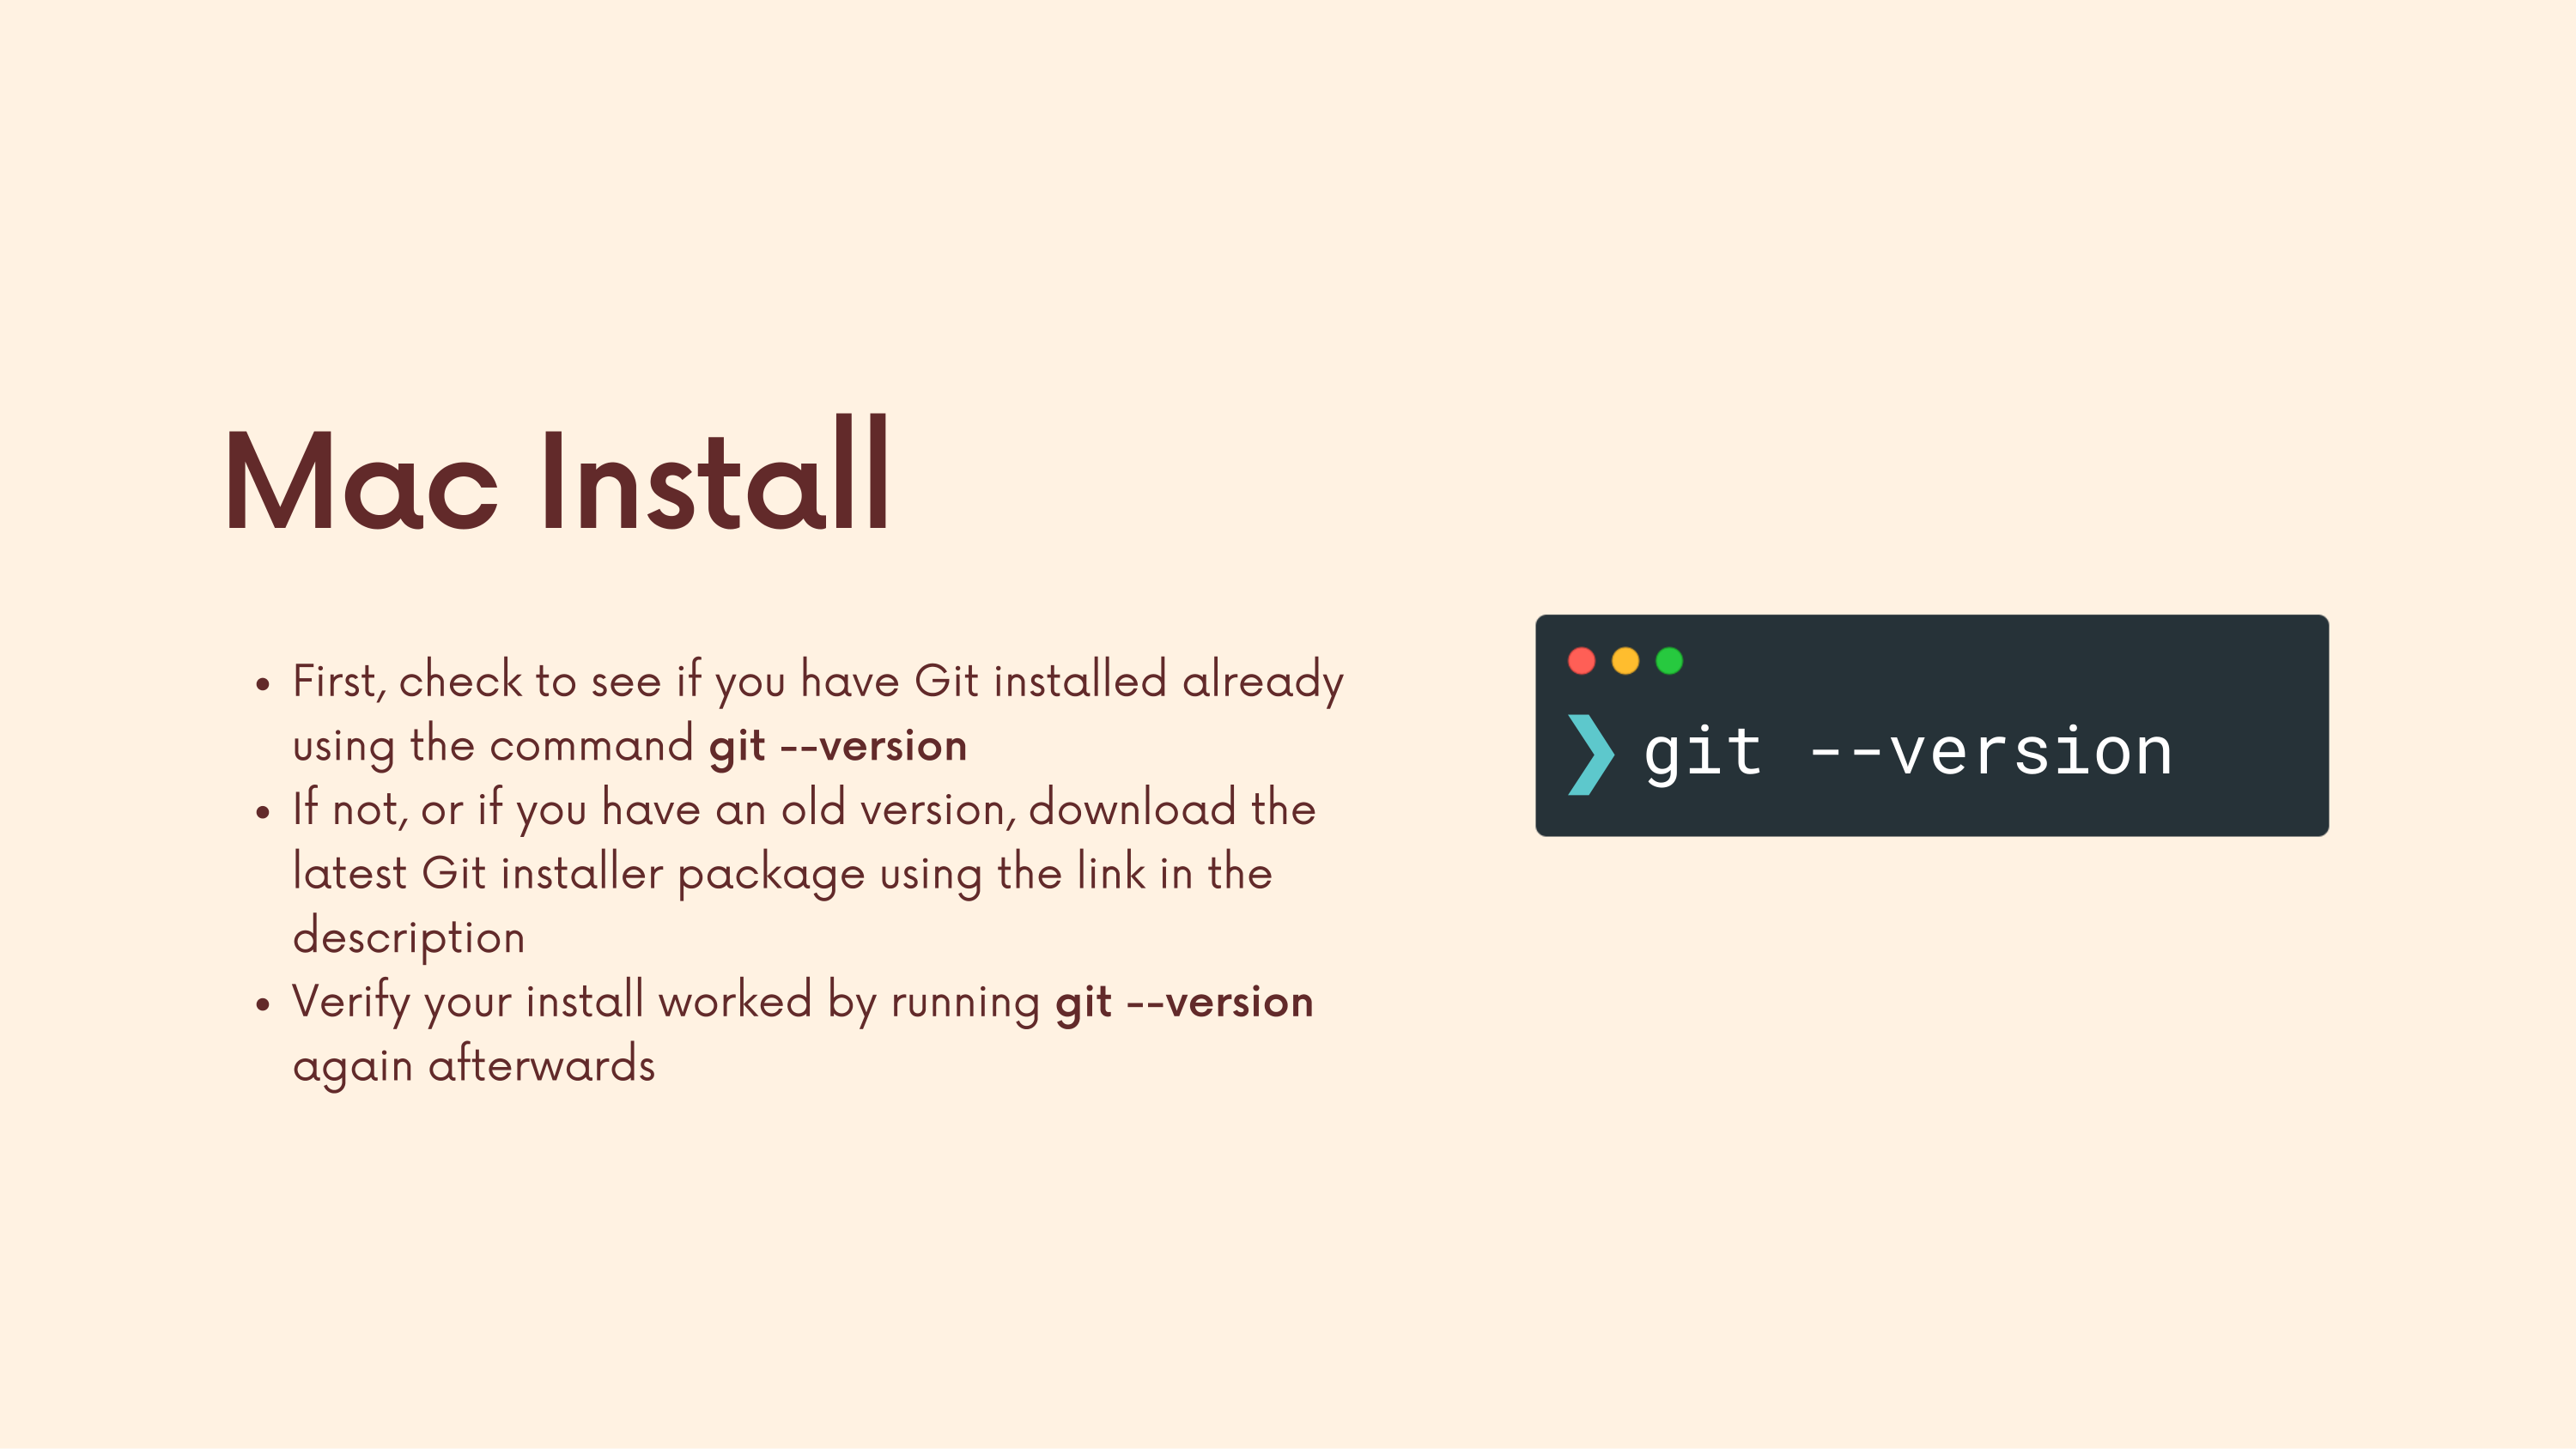 Mac Install
• First, check to see if you have Git installed already
using the command git --version
• If not, or if you have an old version, download the
latest Git installer package using the link in the
description
• Verify your install worked by running git --version
again afterwards
❯ git --version